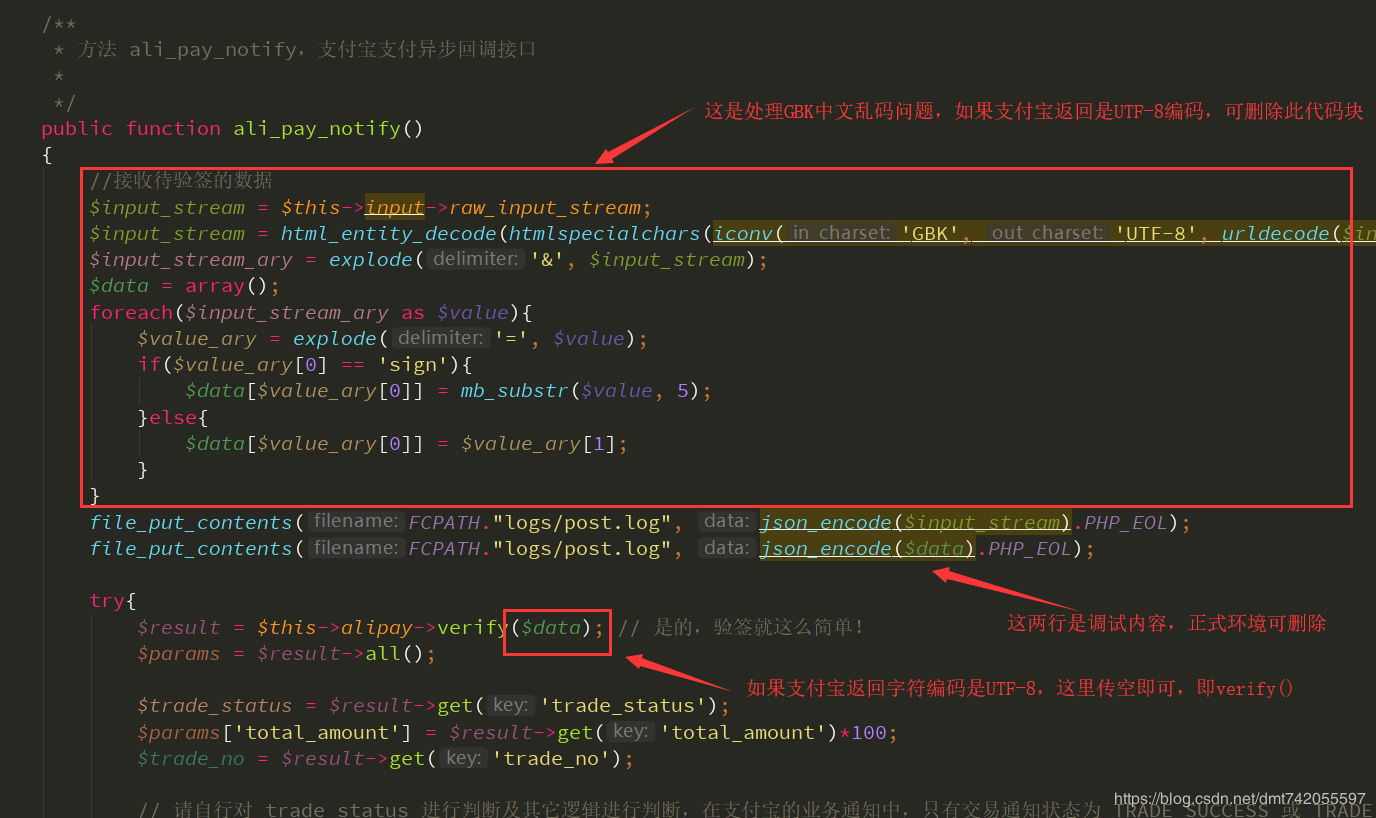 /**
* 方法 ali_pay_notify，支付宝支付异步回调接口
*
*/
这是处理GBK中文乱码问题，如果支付宝返回是UTF-8编码，可删除此代码块
public function ali_pay_notify()
{
//接收待验签的数据
$input_stream = $this->input->raw_input_stream;
$input_stream = html_entity_decode(htmlspecialchars(iconv( in charset: 'GBK', out charset: 'UTF-8', urldecode($in
$input_stream_ary = explode( delimiter: '&', $input_stream);
$data = array();
foreach($input_stream_ary as $value){
$value_ary = explode( delimiter: '=', $value);
if($value_ary[0] == 'sign'){
$data[$value_ary[0]] = mb_substr($value, 5);
}else{
$data[$value_ary[0]] = $value_ary[1];
}
}
file_put_contents( filename: FCPATH."logs/post.log", data: json_encode($input_stream).PHP_EOL);
file_put_contents( filename: FCPATH."logs/post.log", data: json_encode($data).PHP_EOL);
try{
$result = $this->alipay->verify($data); // 是的，验签就这么简单！
这两行是调试内容，正式环境可删除
$params = $result->all();
如果支付宝返回字符编码是UTF-8，这里传空即可，即verify()
$trade_status = $result->get( key: 'trade_status');
$params['total_amount'] = $result->get( key: 'total_amount')*100;
$trade_no = $result->get( key: 'trade_no');
// 请自行对 trade_status 进行判断及其它逻辑进行判断，在支付宝的业务通知中，只有交易通知状态为 TRADE_SUCCESS 或 TRADE
https://blog.csdn.net/dmt742055597